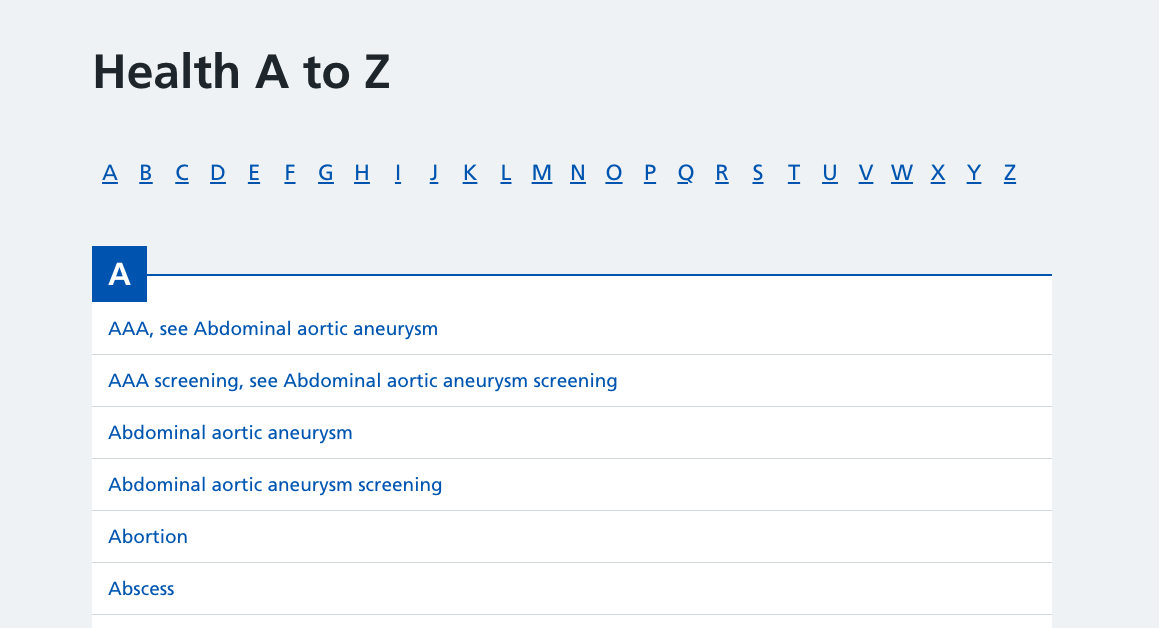 Health A to Z
A B C D E F G H I J K L M N O P Q R S T U V W X Y Z
A
AAA, see Abdominal aortic aneurysm
AAA screening, see Abdominal aortic aneurysm screening
Abdominal aortic aneurysm
Abdominal aortic aneurysm screening
Abortion
Abscess